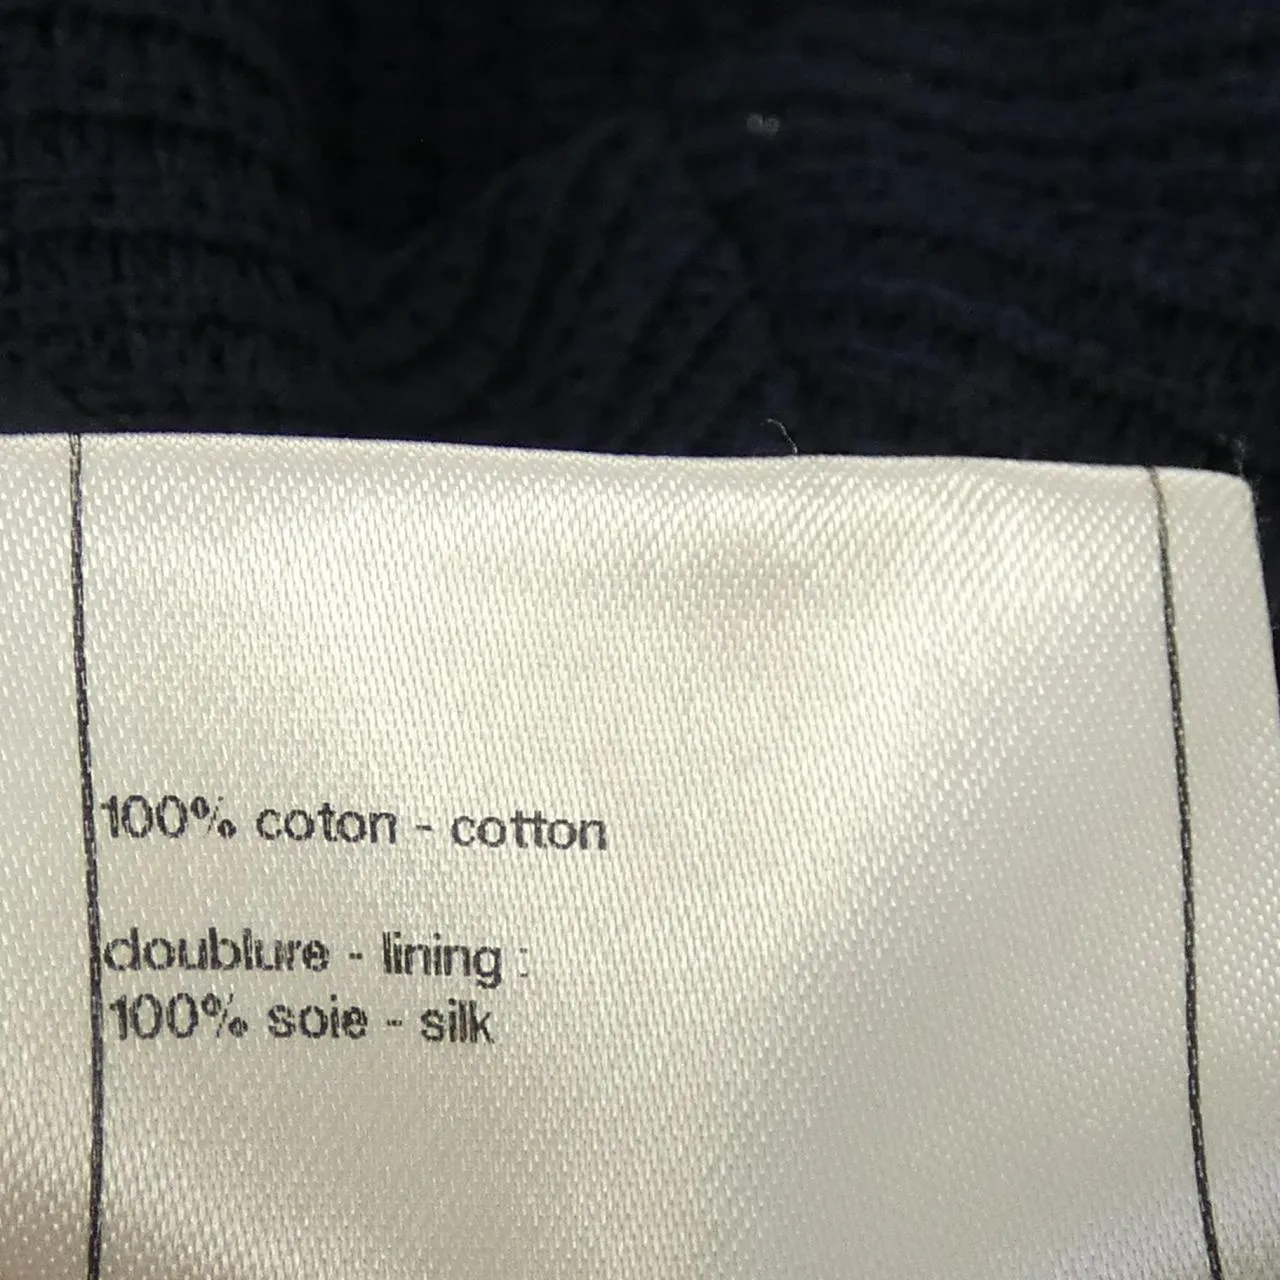 100% coton - cotton
doublure - lining :
100% soie - silk